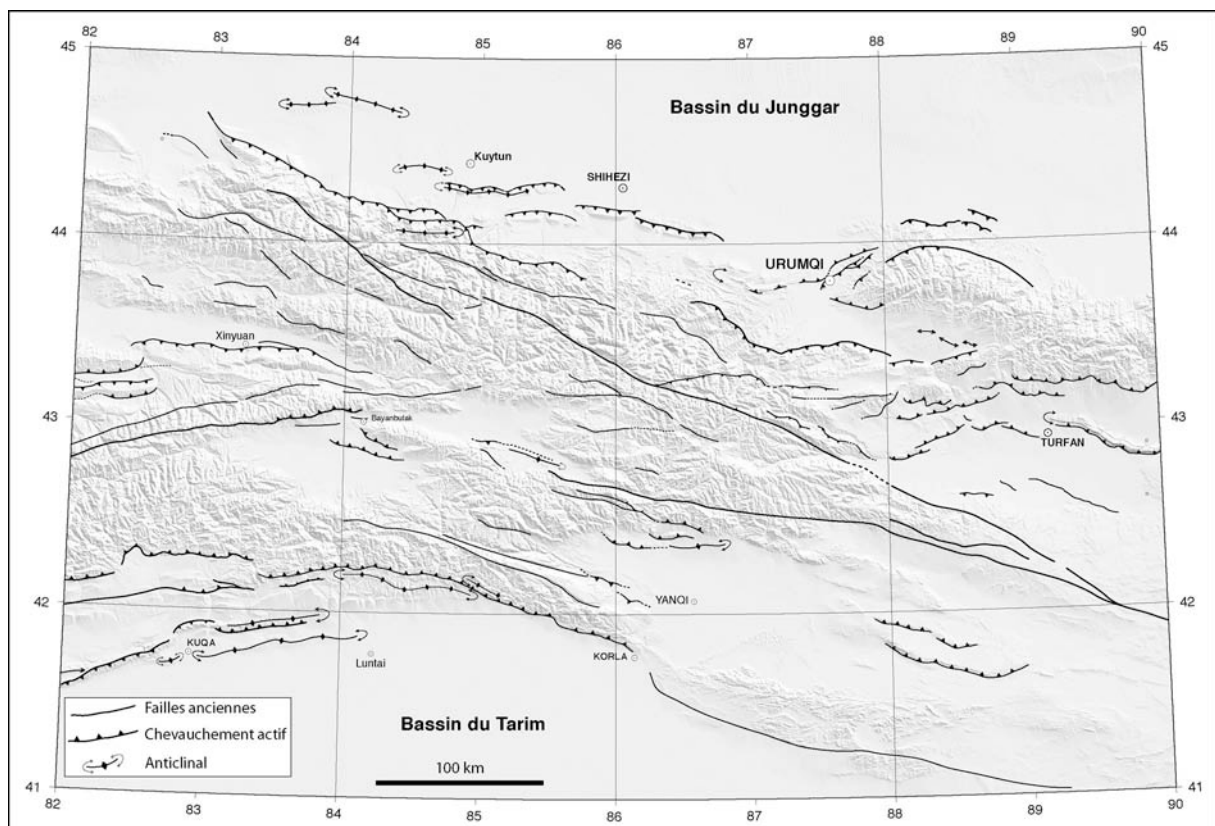 82 83 84 85 86 87 88 89 90
45 45
Bassin du Junggar
Kuytun
SHIHEZI
44 44
URUMQI
Xinyuan
43 43
Bayanbulak
TURFAN
42 42
YANQI
KUQA
Luntai
KORLA
Failles anciennes
Chevauchement actif
Anticlinal
Bassin du Tarim
100 km
41 41
82 83 84 85 86 87 88 89 90